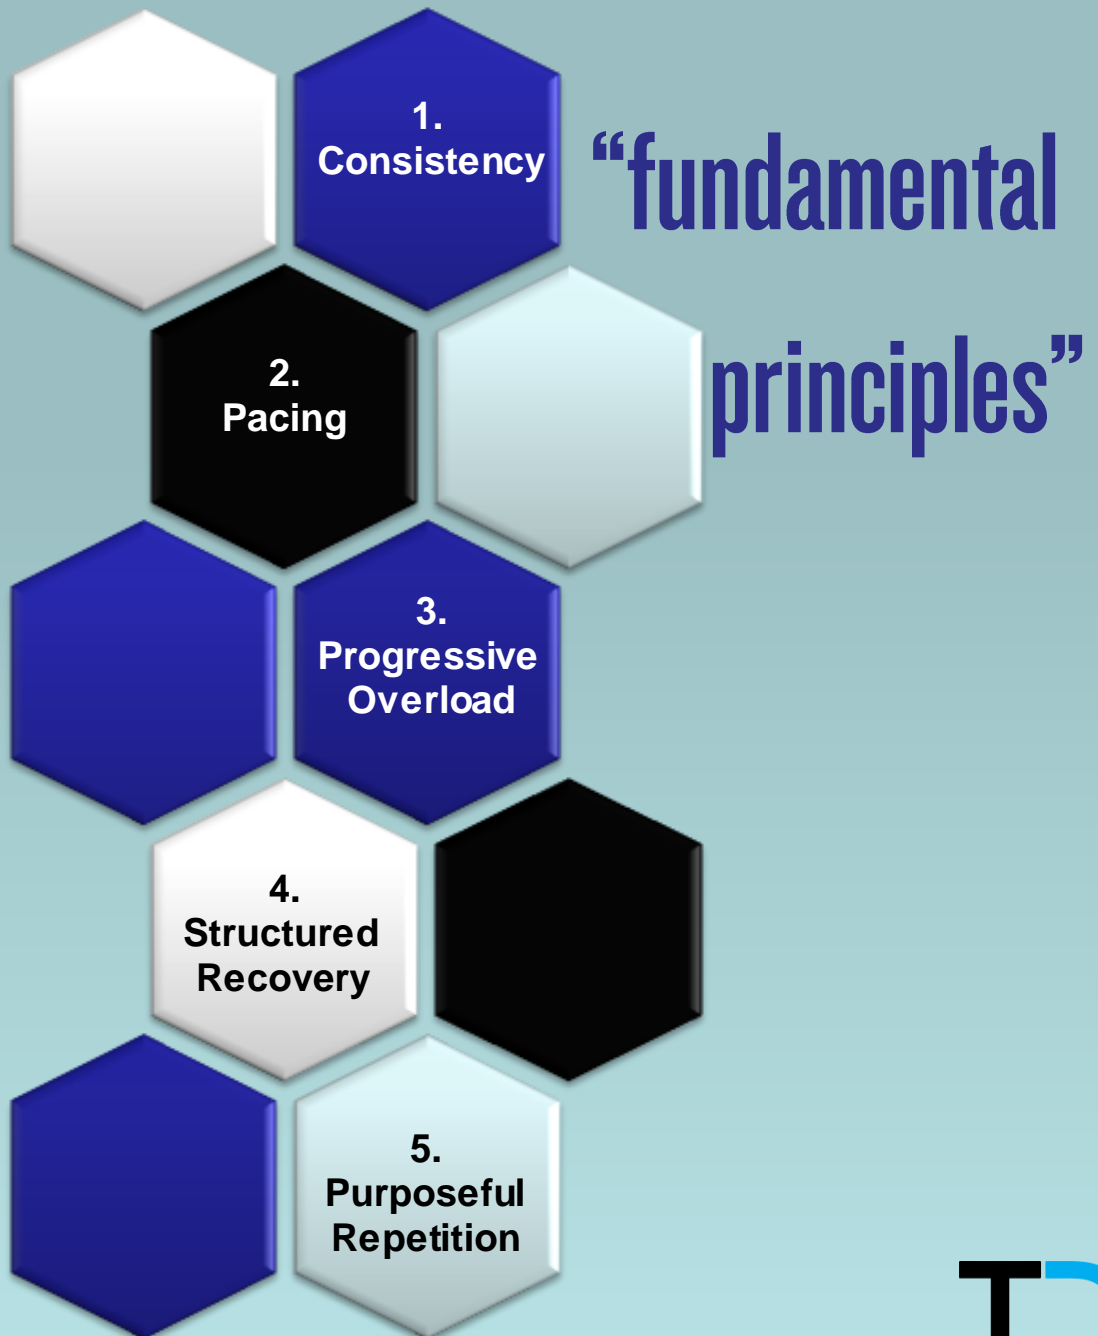 1.
Consistency
“fundamental
principles”
2.
Pacing
3.
Progressive
Overload
4.
Structured
Recovery
5.
Purposeful
Repetition
T